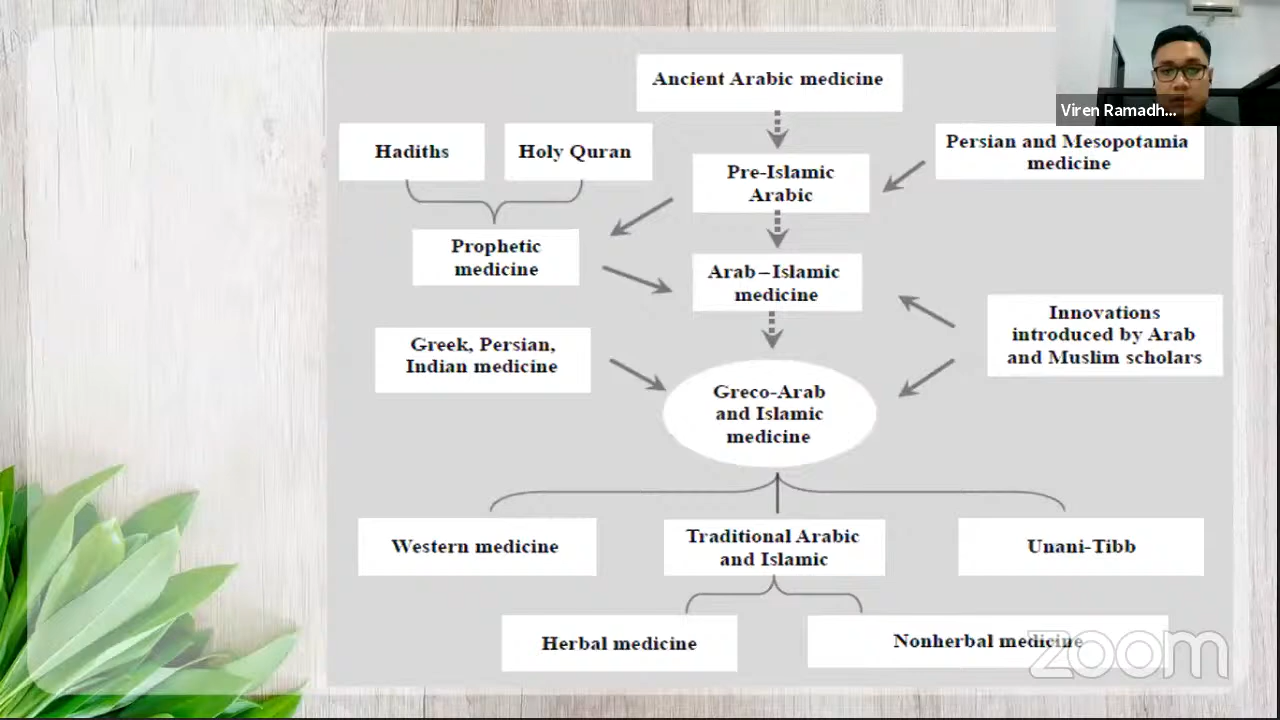 Ancient Arabic medicine
Viren Ramadh...
Hadiths
Holy Quran
Persian and Mesopotamia
medicine
Pre-Islamic
Arabic
Prophetic
medicine
Arab–Islamic
medicine
Innovations
introduced by Arab
and Muslim scholars
Greek, Persian,
Indian medicine
Greco-Arab
and Islamic
medicine
Western medicine
Traditional Arabic
and Islamic
Unani-Tibb
Herbal medicine
Nonherbal medicine
zoom